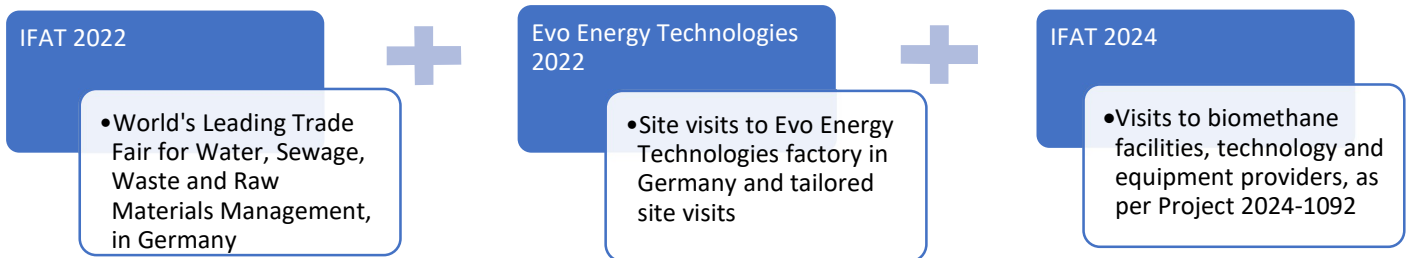 IFAT 2022
•World's Leading Trade
Fair for Water, Sewage,
Waste and Raw
Materials Management,
in Germany
Evo Energy Technologies
2022
•Site visits to Evo Energy
Technologies factory in
Germany and tailored
site visits
IFAT 2024
•Visits to biomethane
facilities, technology and
equipment providers, as
per Project 2024-1092